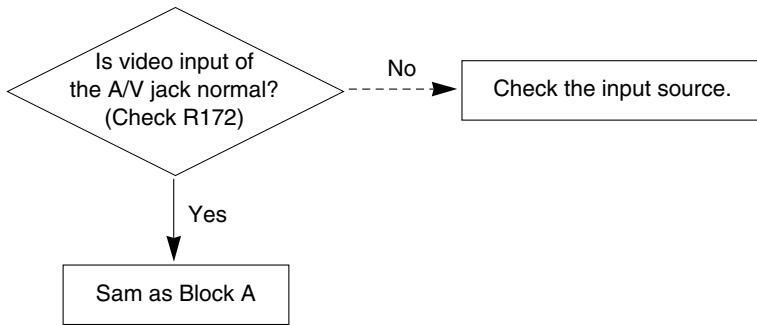 Is video input of
the A/V jack normal?
(Check R172)
No
Check the input source.
Yes
Sam as Block A